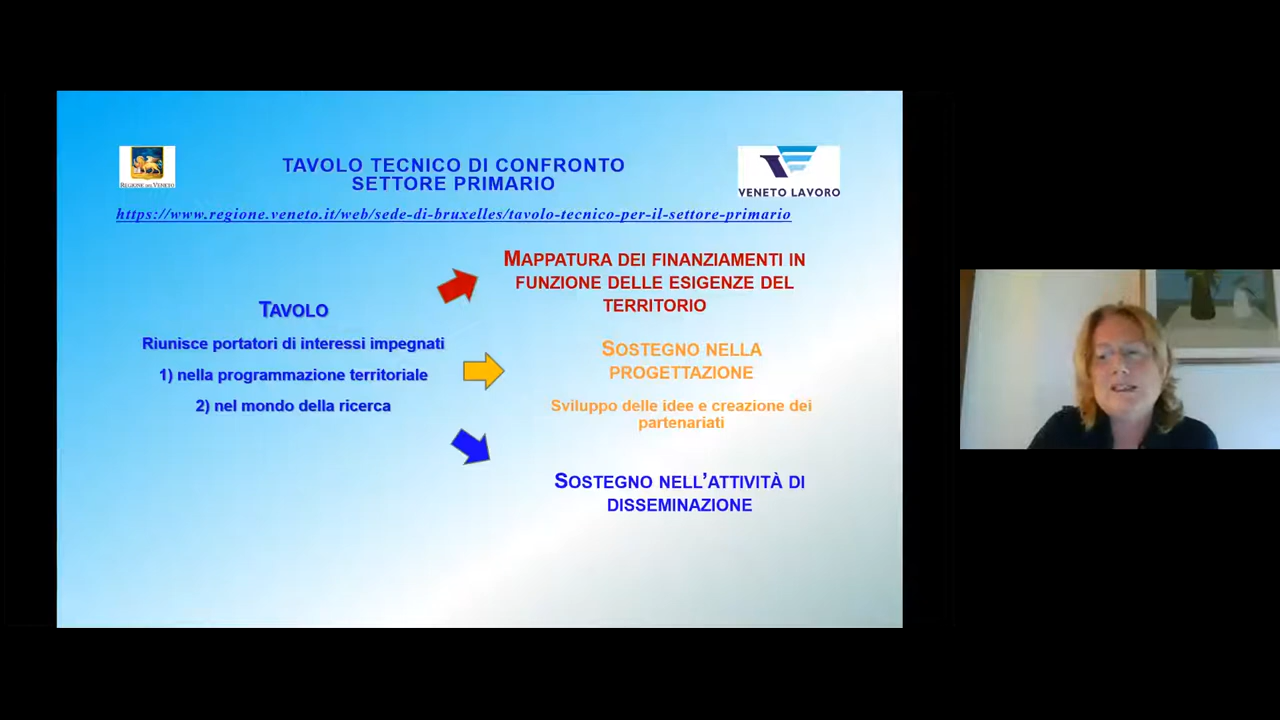 TAVOLO TECNICO DI CONFRONTO
SETTORE PRIMARIO
REGIONE DEL VENETO
VENETO LAVORO
https://www.regione.veneto.it/web/sede-di-bruxelles/tavolo-tecnico-per-il-settore-primario
TAVOLO
Riunisce portatori di interessi impegnati
1) nella programmazione territoriale
2) nel mondo della ricerca
MAPPATURA DEI FINANZIAMENTI IN
FUNZIONE DELLE ESIGENZE DEL
TERRITORIO
SOSTEGNO NELLA
PROGETTAZIONE
Sviluppo delle idee e creazione dei
partenariati
SOSTEGNO NELL'ATTIVITÀ DI
DISSEMINAZIONE